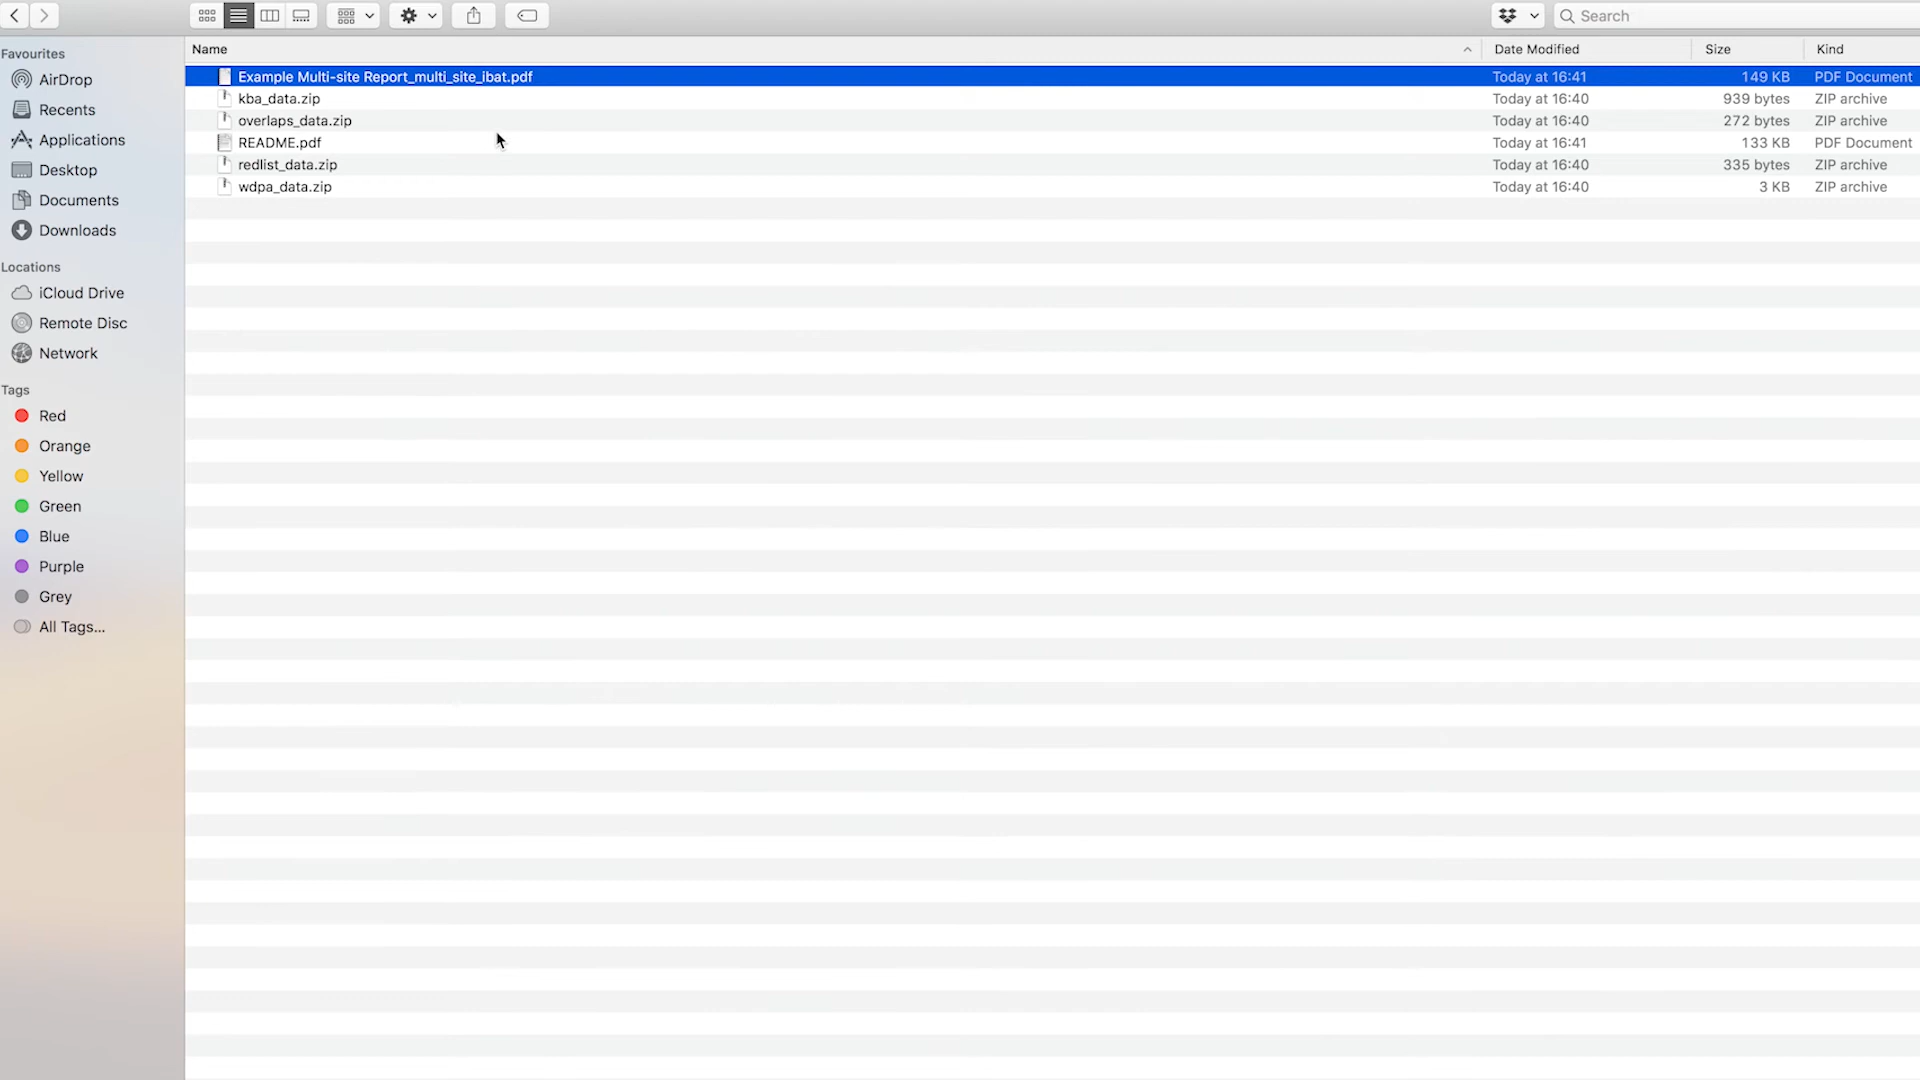 Search
Name Date Modified Size Kind
Favourites
AirDrop
Recents
Applications
Desktop
Documents
Downloads
Locations
iCloud Drive
Remote Disc
Network
Tags
Red
Orange
Yellow
Green
Blue
Purple
Grey
All Tags...
Example Multi-site Report_multi_site_ibat.pdf Today at 16:41 149 KB PDF Document
kba_data.zip Today at 16:40 939 bytes ZIP archive
overlaps_data.zip Today at 16:40 272 bytes ZIP archive
README.pdf Today at 16:41 133 KB PDF Document
redlist_data.zip Today at 16:40 335 bytes ZIP archive
wdpa_data.zip Today at 16:40 3 KB ZIP archive